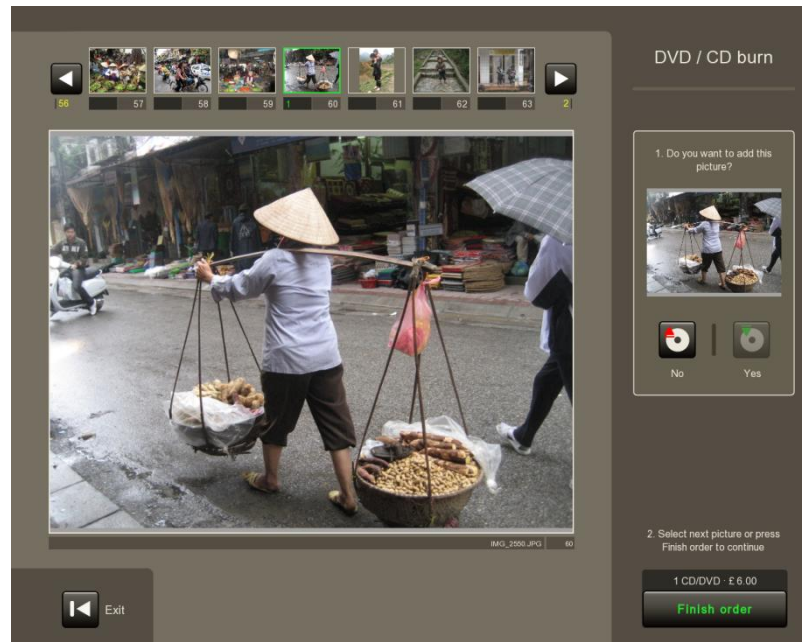 DVD / CD burn
56 57 58 59 1 60 61 62 63 2
1. Do you want to add this
picture?
No Yes
IMG_2550.JPG 60
2. Select next picture or press
Finish order to continue
1 CD/DVD · £6.00
Finish order
Exit